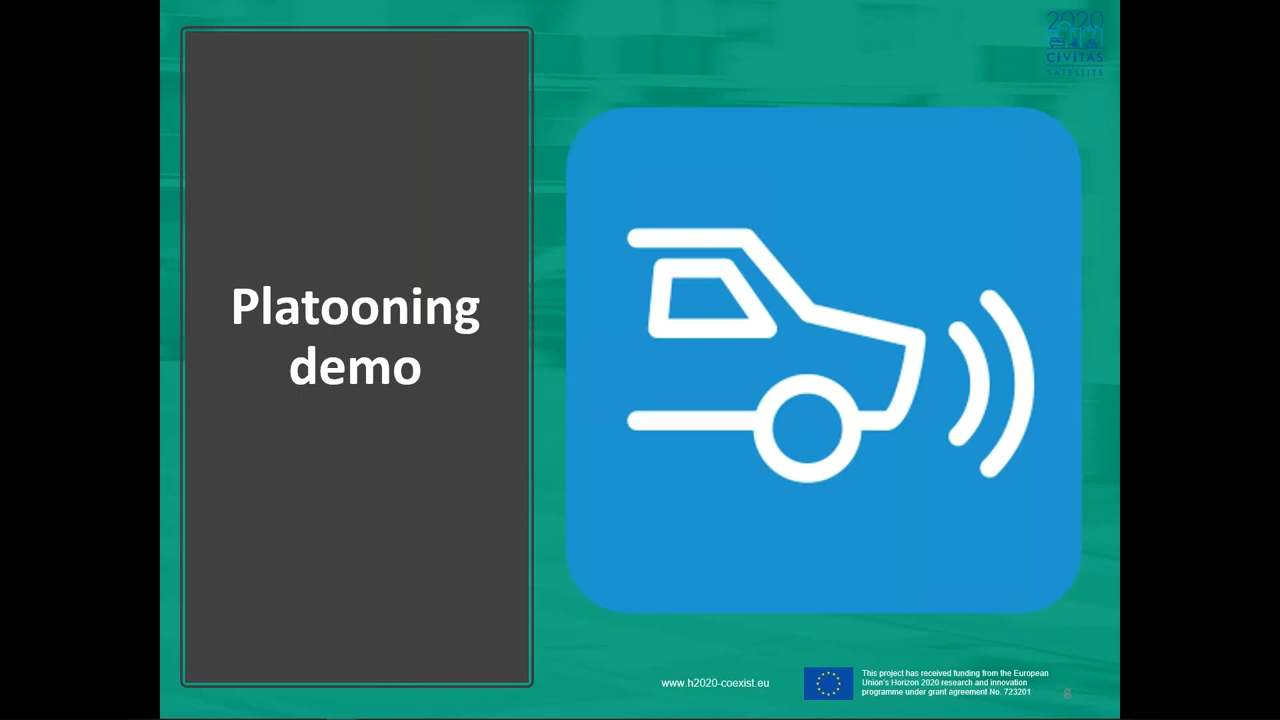 2020
CIVITAS
SATELLITE
Platooning
demo
www.h2020-coexist.eu
This project has received funding from the European
Union's Horizon 2020 research and innovation
programme under grant agreement No. 723201
8